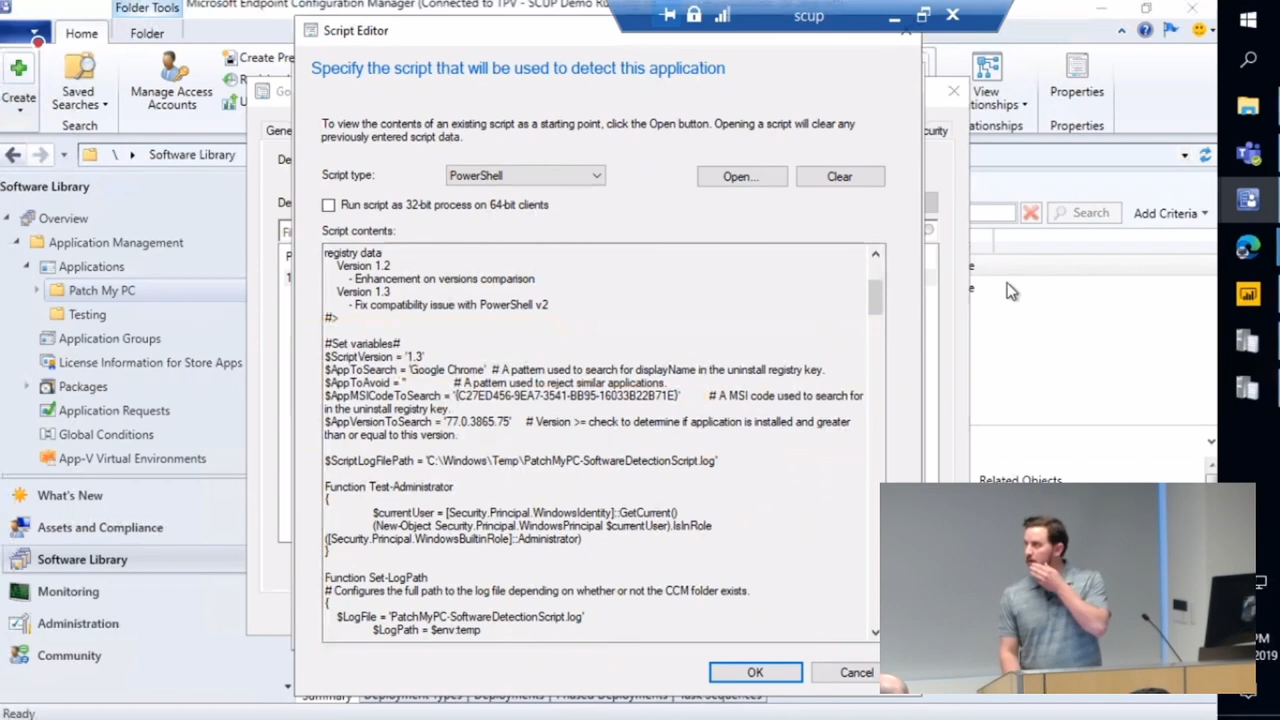 Folder Tools
Microsoft Endpoint Configuration Manager (Connected to TPV - SCUP Demo
scup
Home
Folder
Script Editor
Create
Saved
Searches
Search
Manage Access
Accounts
Create Pre
View
Properties
Properties
Specify the script that will be used to detect this application
To view the contents of an existing script as a starting point, click the Open button. Opening a script will clear any
previously entered script data.
Script type:
PowerShell
Open...
Clear
Run script as 32-bit process on 64-bit clients
Script contents:
registry data
Version 1.2
- Enhancement on versions comparison
Version 1.3
- Fix compatibility issue with PowerShell v2
#>
#Set variables#
$ScriptVersion = '1.3'
$AppToSearch = 'Google Chrome' # A pattern used to search for displayName in the uninstall registry key.
$AppToAvoid = '' # A pattern used to reject similar applications.
$AppMSICodeToSearch = '{C27ED456-9EA7-3541-BB95-16033B22B71E}' # A MSI code used to search for
in the uninstall registry key.
$AppVersionToSearch = '77.0.3865.75' # Version >= check to determine if application is installed and greater
than or equal to this version.
$ScriptLogFilePath = 'C:\Windows\Temp\PatchMyPC-SoftwareDetectionScript.log'
Function Test-Administrator
{
$currentUser = [Security.Principal.WindowsIdentity]::GetCurrent()
(New-Object Security.Principal.WindowsPrincipal $currentUser).IsInRole
([Security.Principal.WindowsBuiltinRole]::Administrator)
}
Function Set-LogPath
# Configures the full path to the log file depending on whether or not the CCM folder exists.
{
$LogFile = 'PatchMyPC-SoftwareDetectionScript.log'
$LogPath = $env:temp
OK
Cancel
\ Software Library
Software Library
Overview
Application Management
Applications
Patch My PC
Testing
Application Groups
License Information for Store Apps
Packages
Application Requests
Global Conditions
App-V Virtual Environments
What's New
Assets and Compliance
Software Library
Monitoring
Administration
Community
Ready
Search
Add Criteria
Related Objects
Summary Deployment Types Deployments Phased Deployments Task Sequences
PM
2019